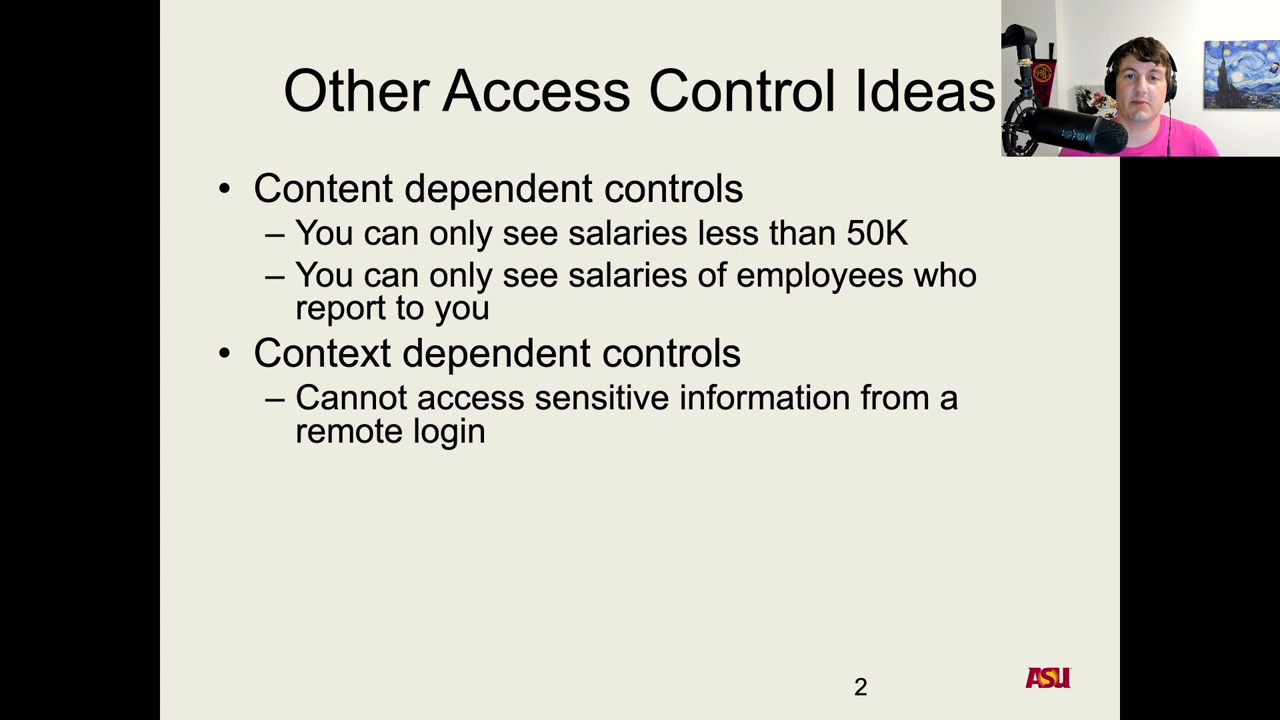 Other Access Control Ideas
• Content dependent controls
– You can only see salaries less than 50K
– You can only see salaries of employees who
report to you
• Context dependent controls
– Cannot access sensitive information from a
remote login
2
ASU